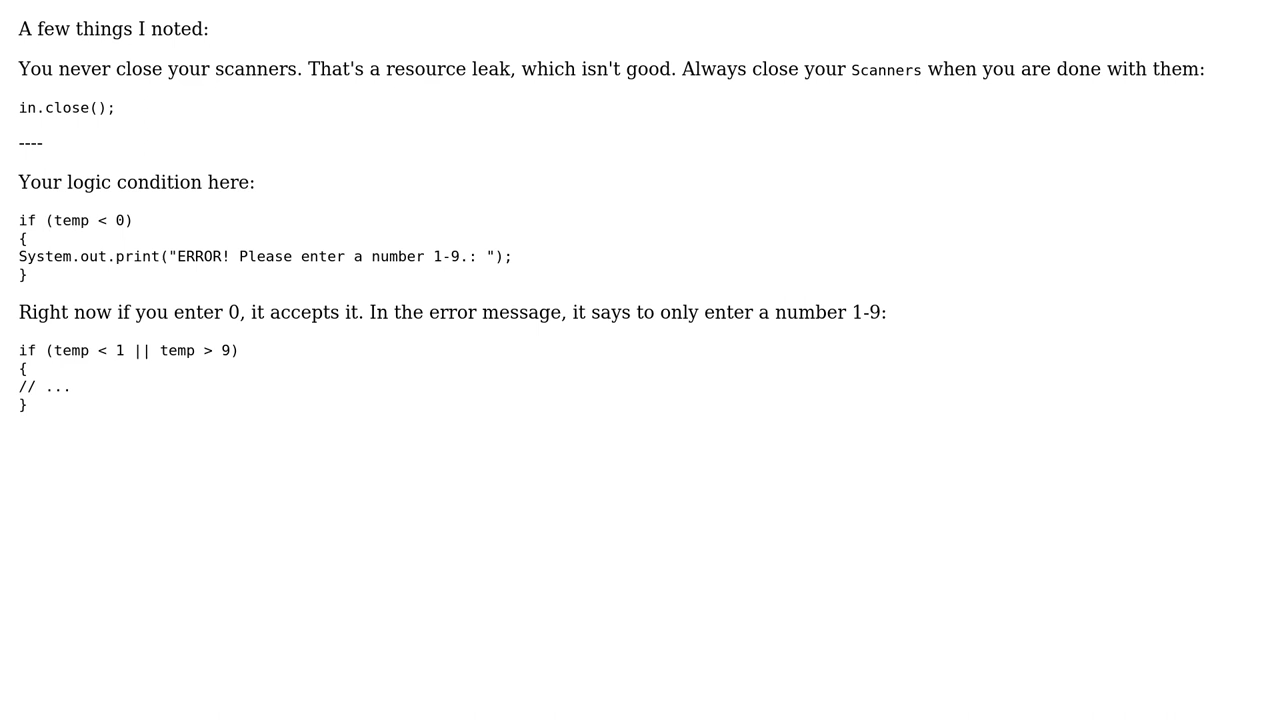 A few things I noted:
You never close your scanners. That's a resource leak, which isn't good. Always close your Scanners when you are done with them:
in.close();
----
Your logic condition here:
if (temp < 0)
{
System.out.print("ERROR! Please enter a number 1-9.: ");
}
Right now if you enter 0, it accepts it. In the error message, it says to only enter a number 1-9:
if (temp < 1 || temp > 9)
{
// ...
}